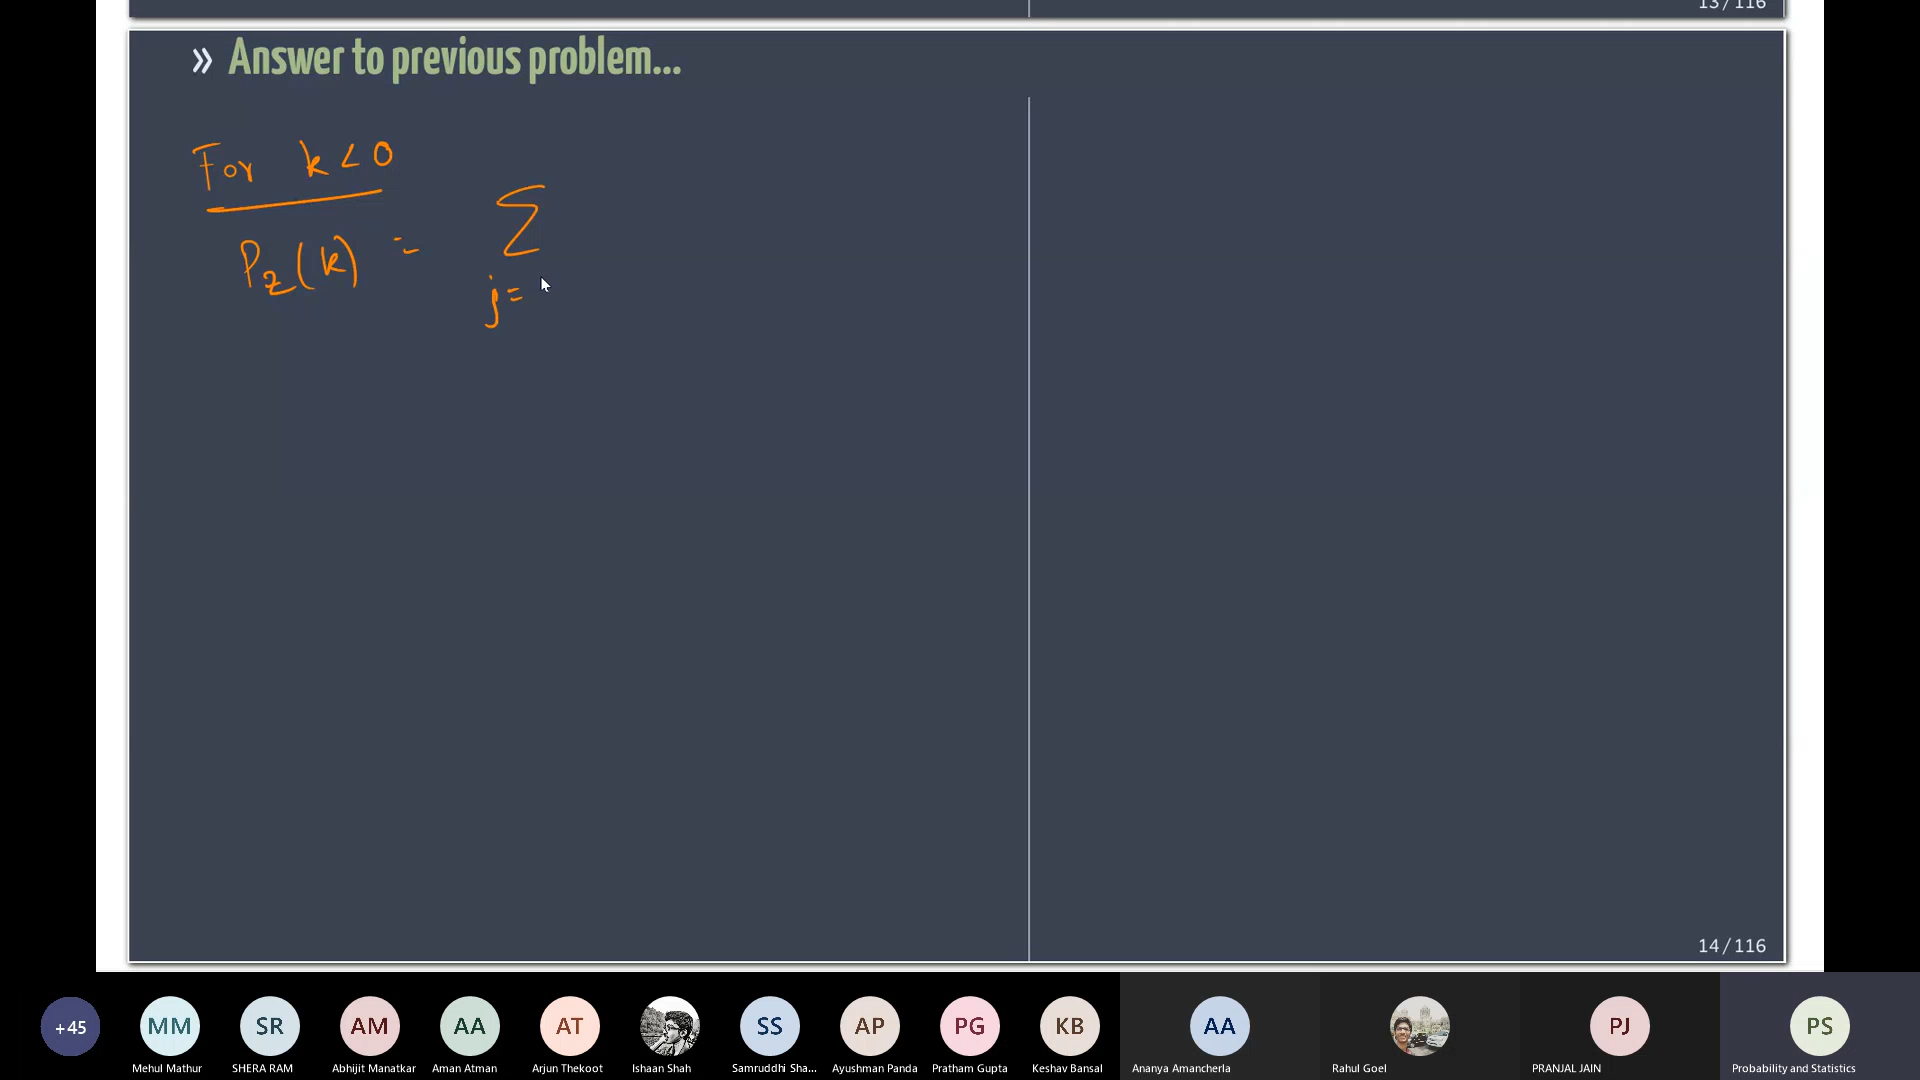 13/116
» Answer to previous problem...
For k < 0
P_Z(k) = Σ
j =
14/116
+45
MM
SR
AM
AA
AT
SS
AP
PG
KB
AA
PJ
PS
Mehul Mathur
SHERA RAM
Abhijit Manatkar
Aman Atman
Arjun Thekoot
Ishaan Shah
Samruddhi Sha...
Ayushman Panda
Pratham Gupta
Keshav Bansal
Ananya Amancherla
Rahul Goel
PRANJAL JAIN
Probability and Statistics